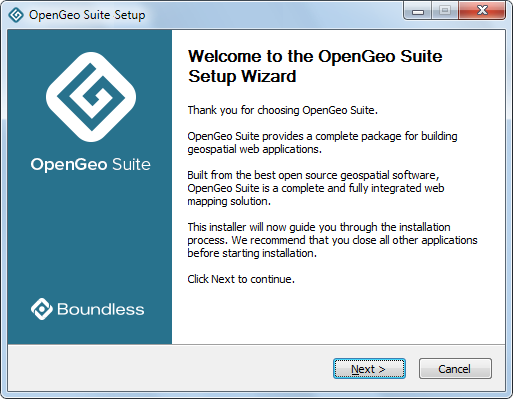 OpenGeo Suite Setup
Welcome to the OpenGeo Suite
Setup Wizard
Thank you for choosing OpenGeo Suite.
OpenGeo Suite provides a complete package for building
geospatial web applications.
Built from the best open source geospatial software,
OpenGeo Suite is a complete and fully integrated web
mapping solution.
This installer will now guide you through the installation
process. We recommend that you close all other applications
before starting installation.
Click Next to continue.
OpenGeo Suite
Boundless
Next >
Cancel